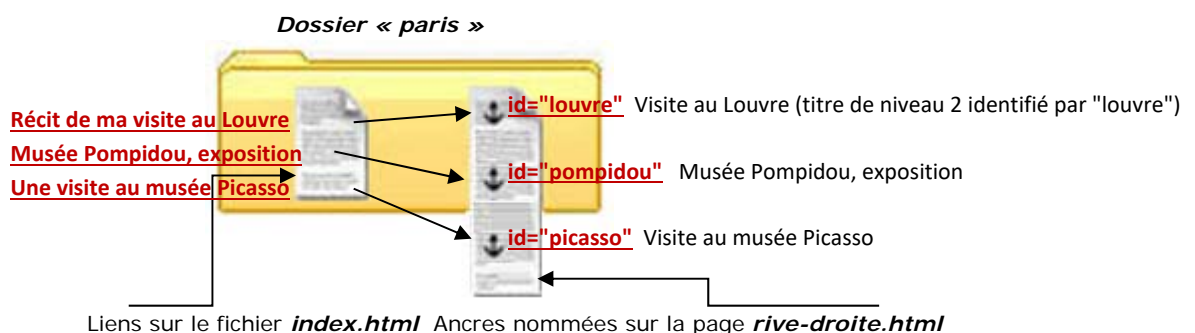 Dossier « paris »
id="louvre" Visite au Louvre (titre de niveau 2 identifié par "louvre")
Récit de ma visite au Louvre
Musée Pompidou, exposition
id="pompidou" Musée Pompidou, exposition
Une visite au musée Picasso
id="picasso" Visite au musée Picasso
Liens sur le fichier index.html Ancres nommées sur la page rive-droite.html